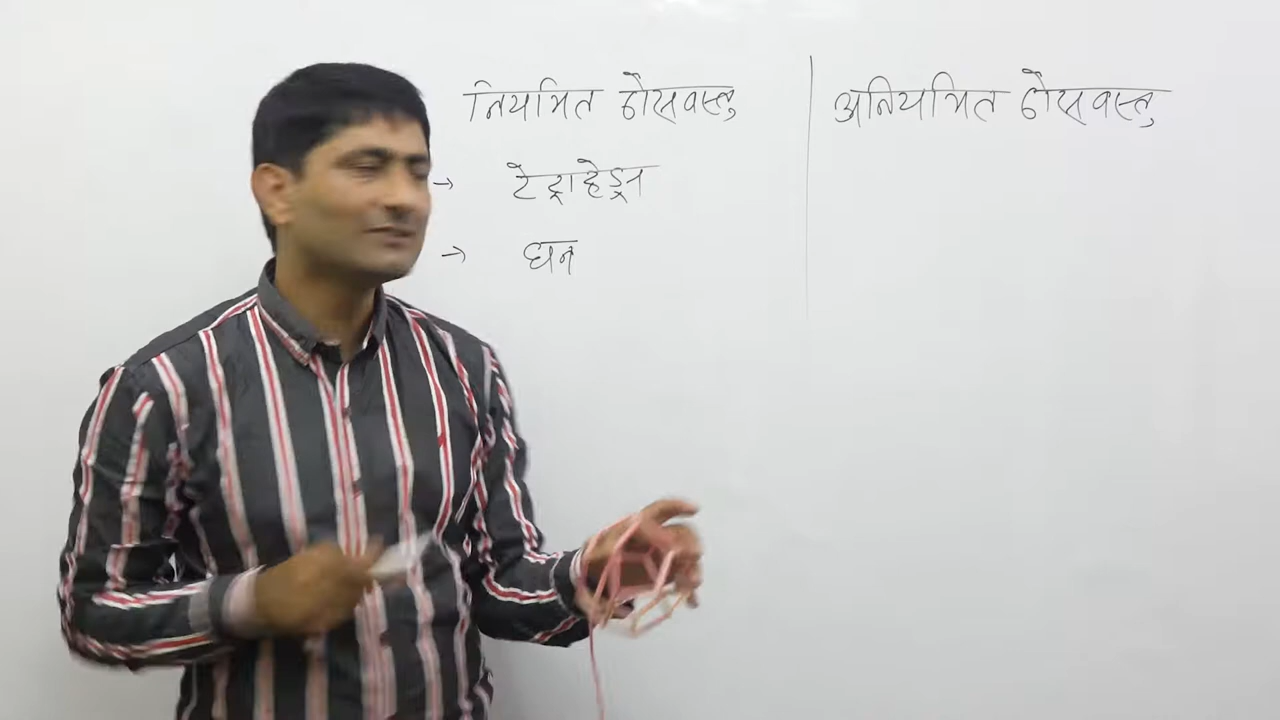 नियमित ठोसवस्तु
अनियमित ठोसवस्तु
→ टेट्राहेड्रन
→ घन